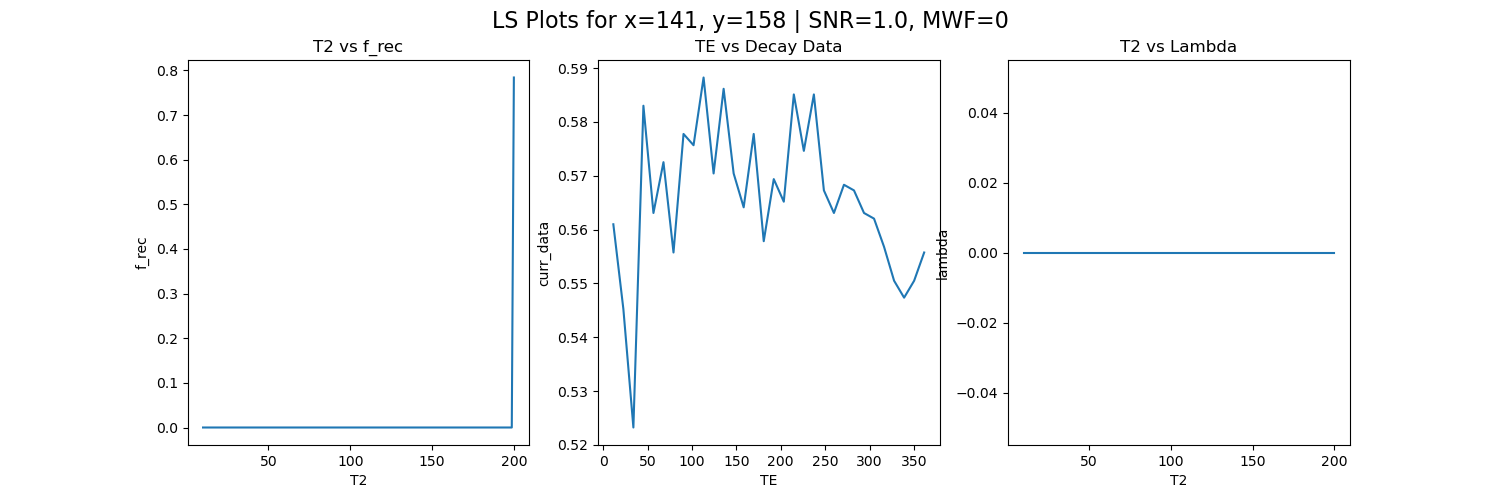 LS Plots for x=141, y=158 | SNR=1.0, MWF=0
T2 vs f_rec
0.8
0.7
0.6
0.5
0.4
0.3
0.2
0.1
0.0
f_rec
50 100 150 200
T2
TE vs Decay Data
0.59
0.58
0.57
0.56
0.55
0.54
0.53
0.52
curr_data
0 50 100 150 200 250 300 350
TE
T2 vs Lambda
0.04
0.02
0.00
−0.02
−0.04
lambda
50 100 150 200
T2